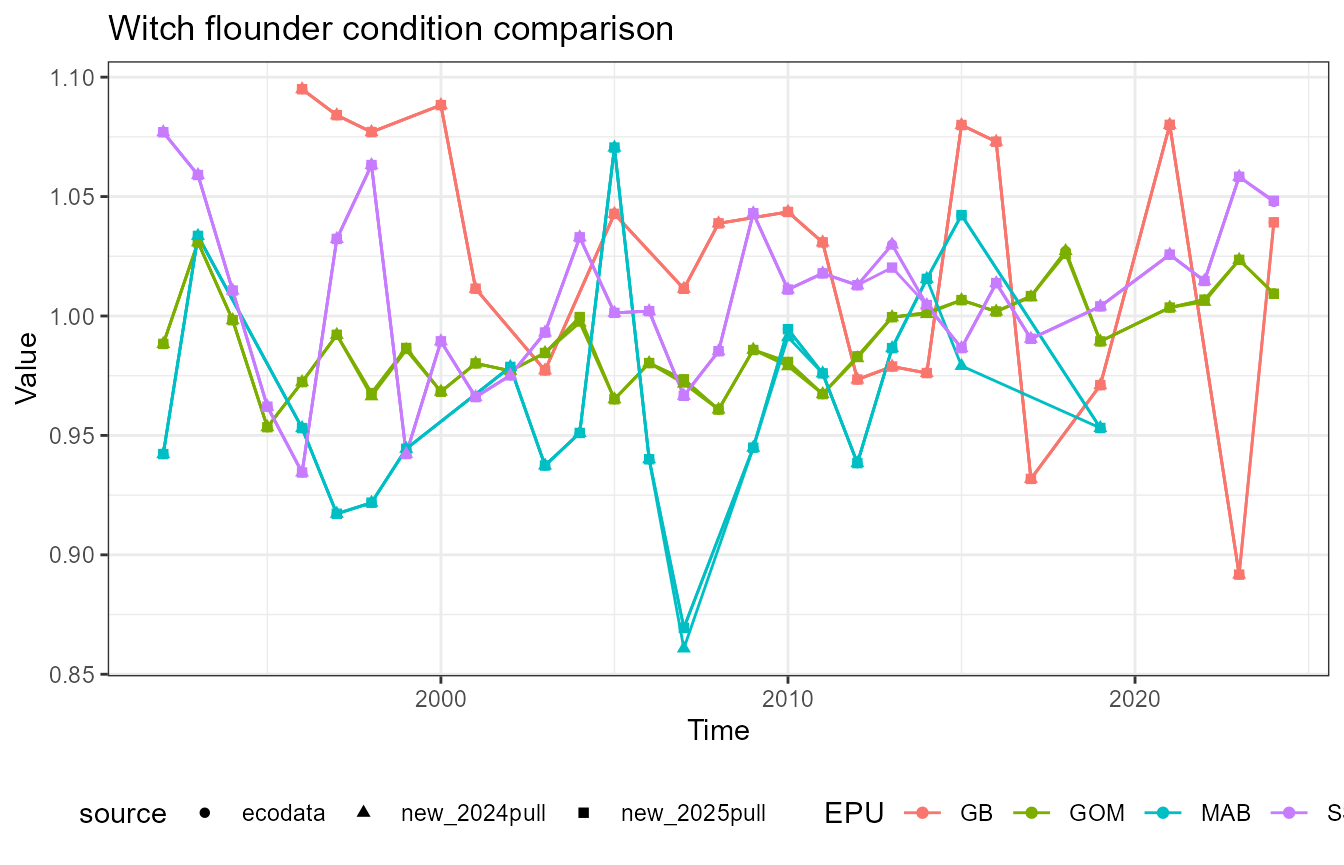 Witch flounder condition comparison
1.10
1.05
1.00
0.95
0.90
0.85
Value
2000 2010 2020
Time
source ecodata new_2024pull new_2025pull EPU GB GOM MAB